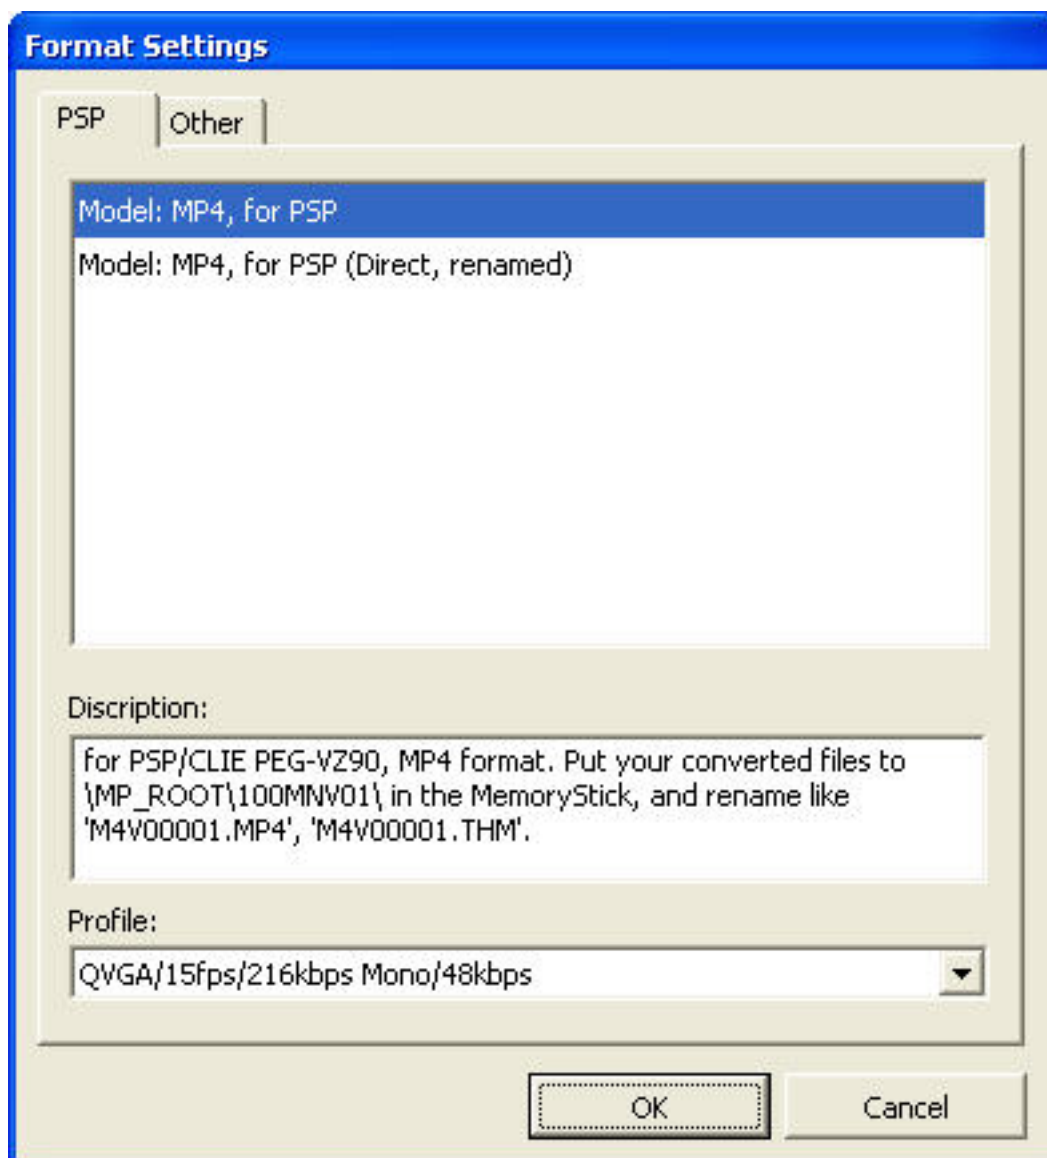 Format Settings
PSP
Other
Model: MP4, for PSP
Model: MP4, for PSP (Direct, renamed)
Discription:
for PSP/CLIE PEG-VZ90, MP4 format. Put your converted files to
\MP_ROOT\100MNV01\ in the MemoryStick, and rename like
'M4V00001.MP4', 'M4V00001.THM'.
Profile:
QVGA/15fps/216kbps Mono/48kbps
OK
Cancel